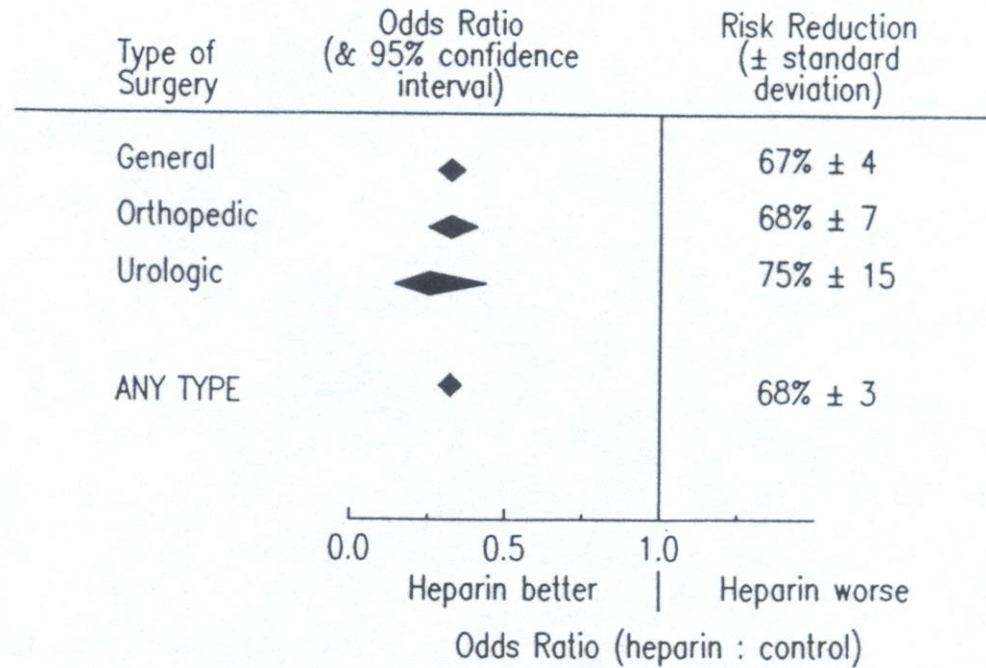 Type of
Surgery
Odds Ratio
(& 95% confidence
interval)
Risk Reduction
(± standard
deviation)
General 67% ± 4
Orthopedic 68% ± 7
Urologic 75% ± 15
ANY TYPE 68% ± 3
0.0 0.5 1.0
Heparin better Heparin worse
Odds Ratio (heparin : control)